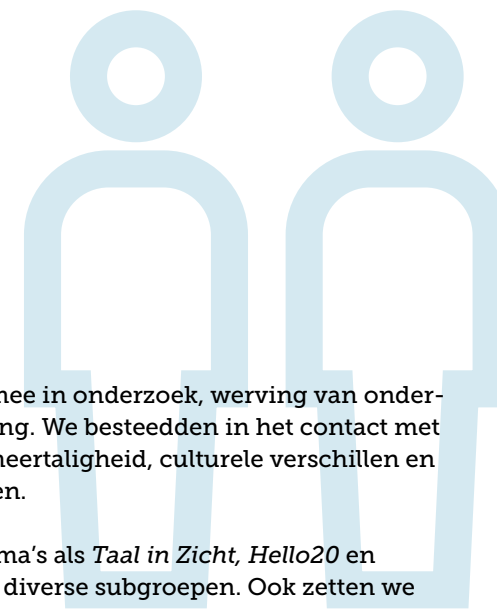 mee in onderzoek, werving van onder-
ng. We besteedden in het contact met
meertaligheid, culturele verschillen en
en.
ma's als Taal in Zicht, Hello20 en
diverse subgroepen. Ook zetten we